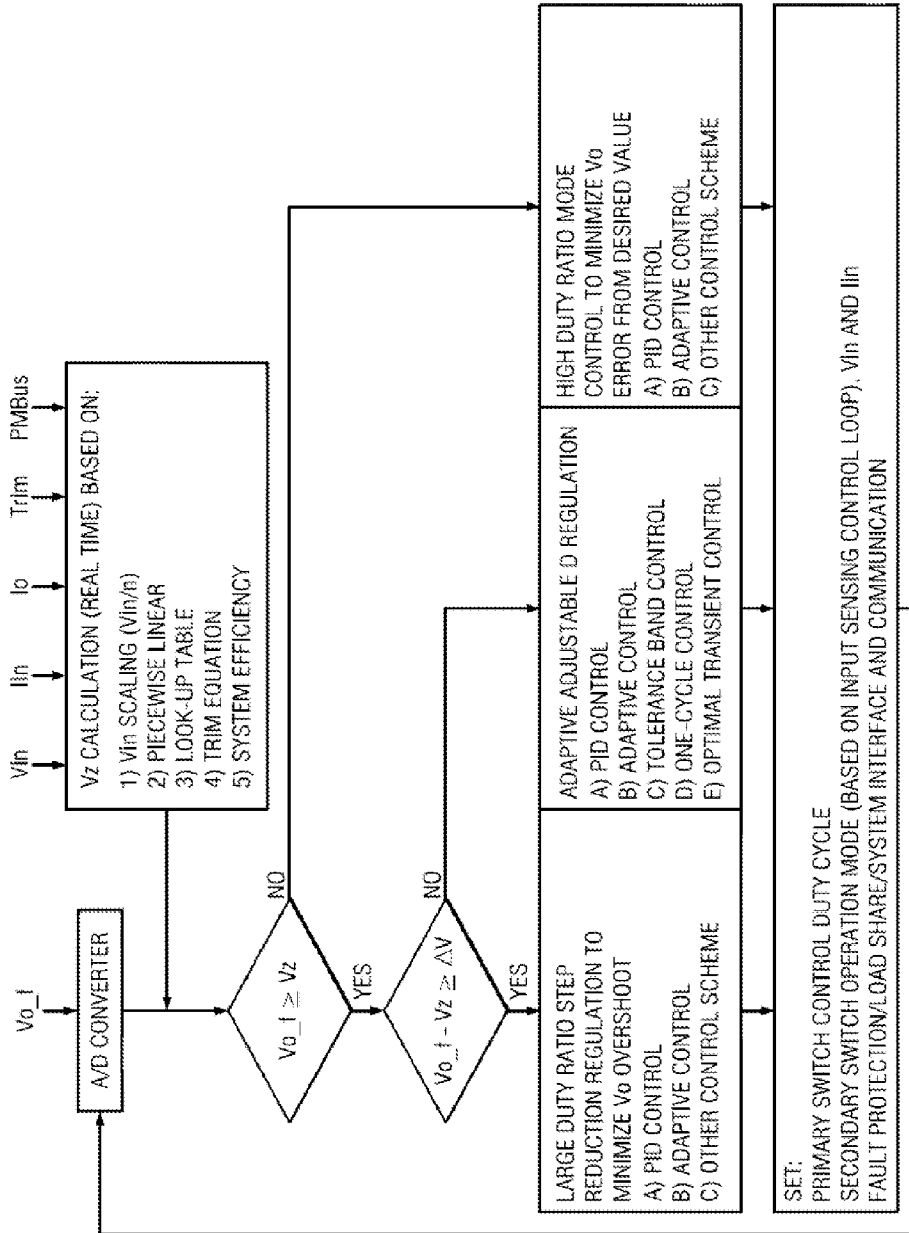 Vo_f
A/D CONVERTER
Vin
Iin
Io
Trim
PMBus
Vz CALCULATION (REAL TIME) BASED ON:
1) Vin SCALING (Vin/n)
2) PIECEWISE LINEAR
3) LOOK-UP TABLE
4) TRIM EQUATION
5) SYSTEM EFFICIENCY
Vo_f ≥ Vz
NO
YES
Vo_f - Vz ≥ ΔV
NO
YES
LARGE DUTY RATIO STEP
REDUCTION REGULATION TO
MINIMIZE Vo OVERSHOOT
A) PID CONTROL
B) ADAPTIVE CONTROL
C) OTHER CONTROL SCHEME
ADAPTIVE ADJUSTABLE D REGULATION
A) PID CONTROL
B) ADAPTIVE CONTROL
C) TOLERANCE BAND CONTROL
D) ONE-CYCLE CONTROL
E) OPTIMAL TRANSIENT CONTROL
HIGH DUTY RATIO MODE
CONTROL TO MINIMIZE Vo
ERROR FROM DESIRED VALUE
A) PID CONTROL
B) ADAPTIVE CONTROL
C) OTHER CONTROL SCHEME
SET:
PRIMARY SWITCH CONTROL DUTY CYCLE
SECONDARY SWITCH OPERATION MODE (BASED ON INPUT SENSING CONTROL LOOP), Vin AND Iin
FAULT PROTECTION/LOAD SHARE/SYSTEM INTERFACE AND COMMUNICATION